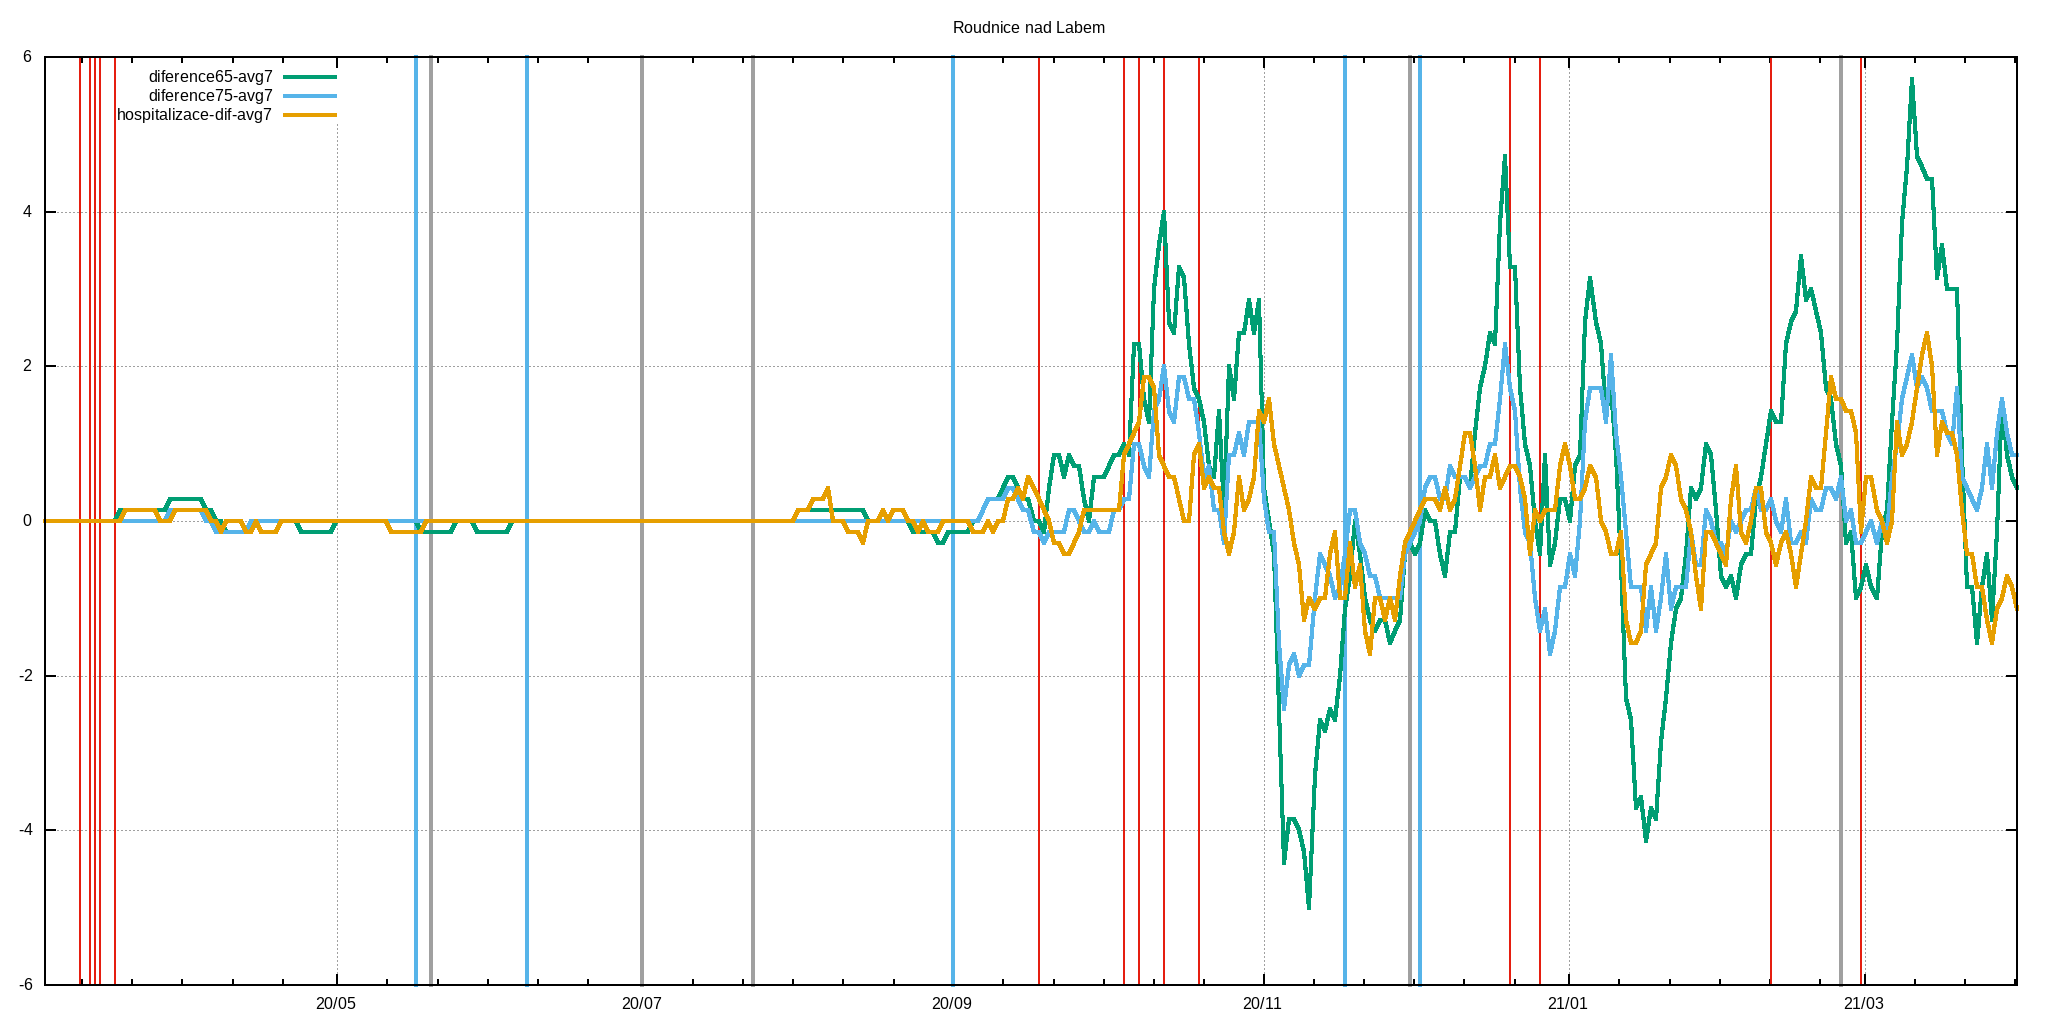 Roudnice nad Labem
6
diference65-avg7
diference75-avg7
hospitalizace-dif-avg7
4
2
0
-2
-4
-6
20/05 20/07 20/09 20/11 21/01 21/03